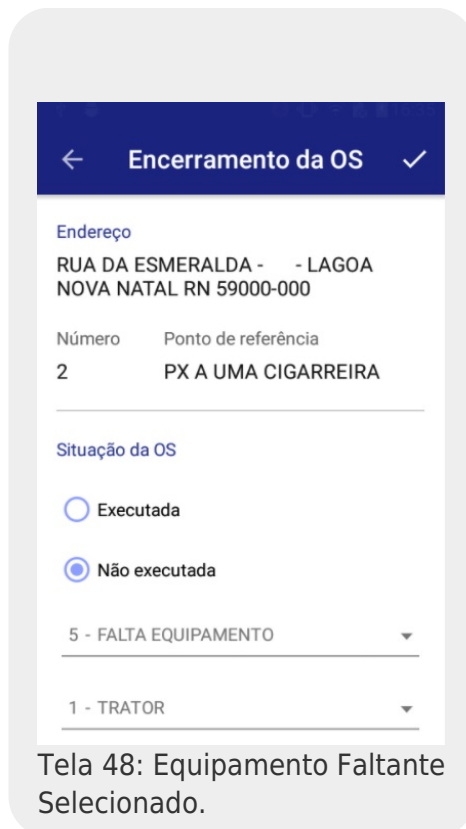 Encerramento da OS
Endereço
RUA DA ESMERALDA - - LAGOA
NOVA NATAL RN 59000-000
Número Ponto de referência
2 PX A UMA CIGARREIRA
Situação da OS
Executada
Não executada
5 - FALTA EQUIPAMENTO
1 - TRATOR
Tela 48: Equipamento Faltante
Selecionado.